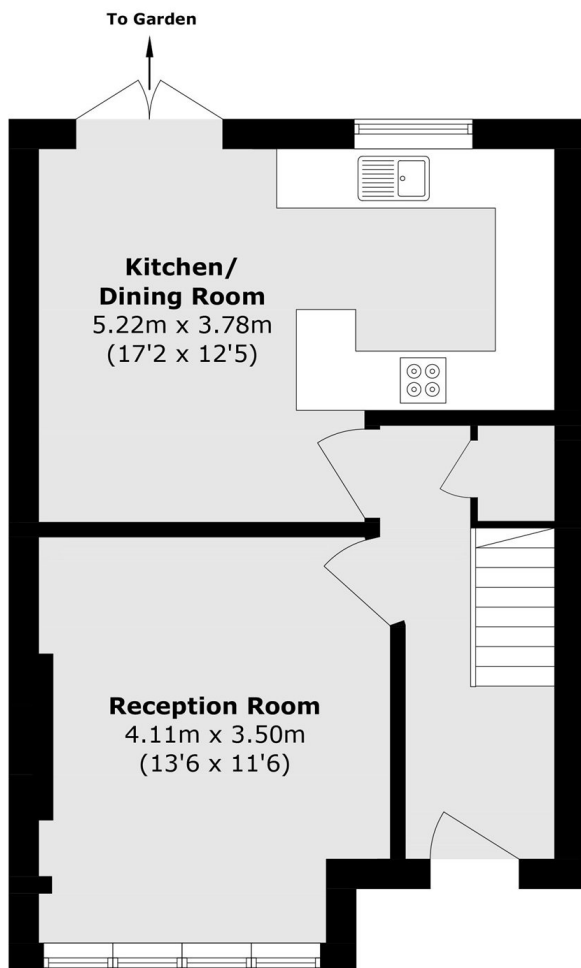 To Garden
Kitchen/
Dining Room
5.22m x 3.78m
(17'2 x 12'5)
Reception Room
4.11m x 3.50m
(13'6 x 11'6)